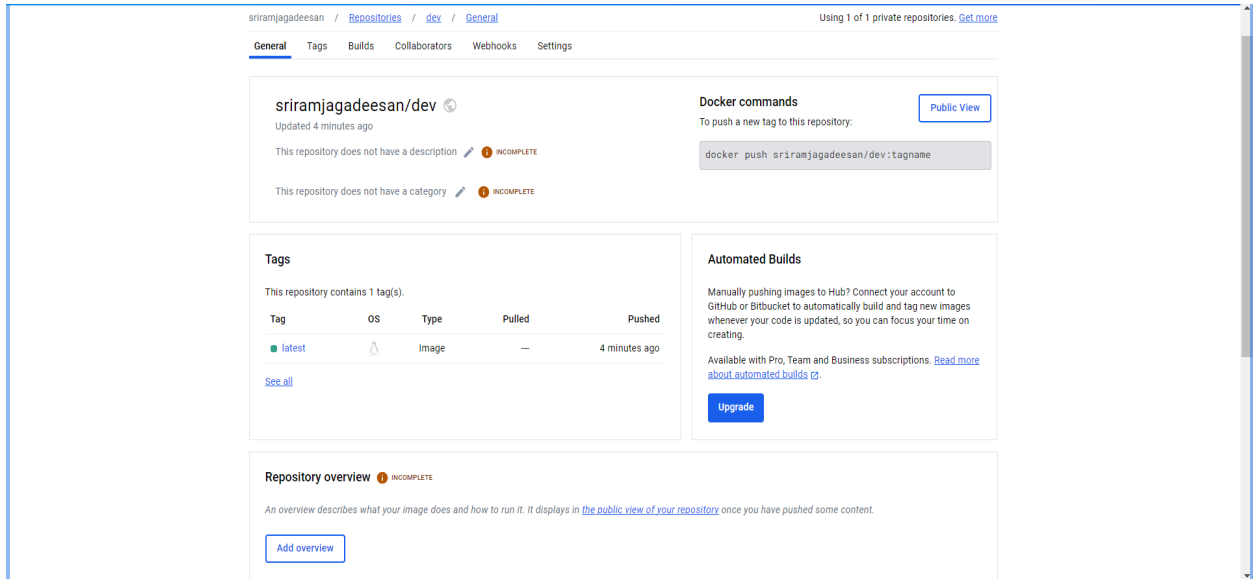 sriramjagadeesan / Repositories / dev / General
Using 1 of 1 private repositories. Get more
General Tags Builds Collaborators Webhooks Settings
sriramjagadeesan/dev
Updated 4 minutes ago
This repository does not have a description INCOMPLETE
This repository does not have a category INCOMPLETE
Docker commands
Public View
To push a new tag to this repository:
docker push sriramjagadeesan/dev:tagname
Tags
This repository contains 1 tag(s).
Tag OS Type Pulled Pushed
latest Image --- 4 minutes ago
See all
Automated Builds
Manually pushing images to Hub? Connect your account to
GitHub or Bitbucket to automatically build and tag new images
whenever your code is updated, so you can focus your time on
creating.
Available with Pro, Team and Business subscriptions. Read more
about automated builds.
Upgrade
Repository overview INCOMPLETE
An overview describes what your image does and how to run it. It displays in the public view of your repository once you have pushed some content.
Add overview